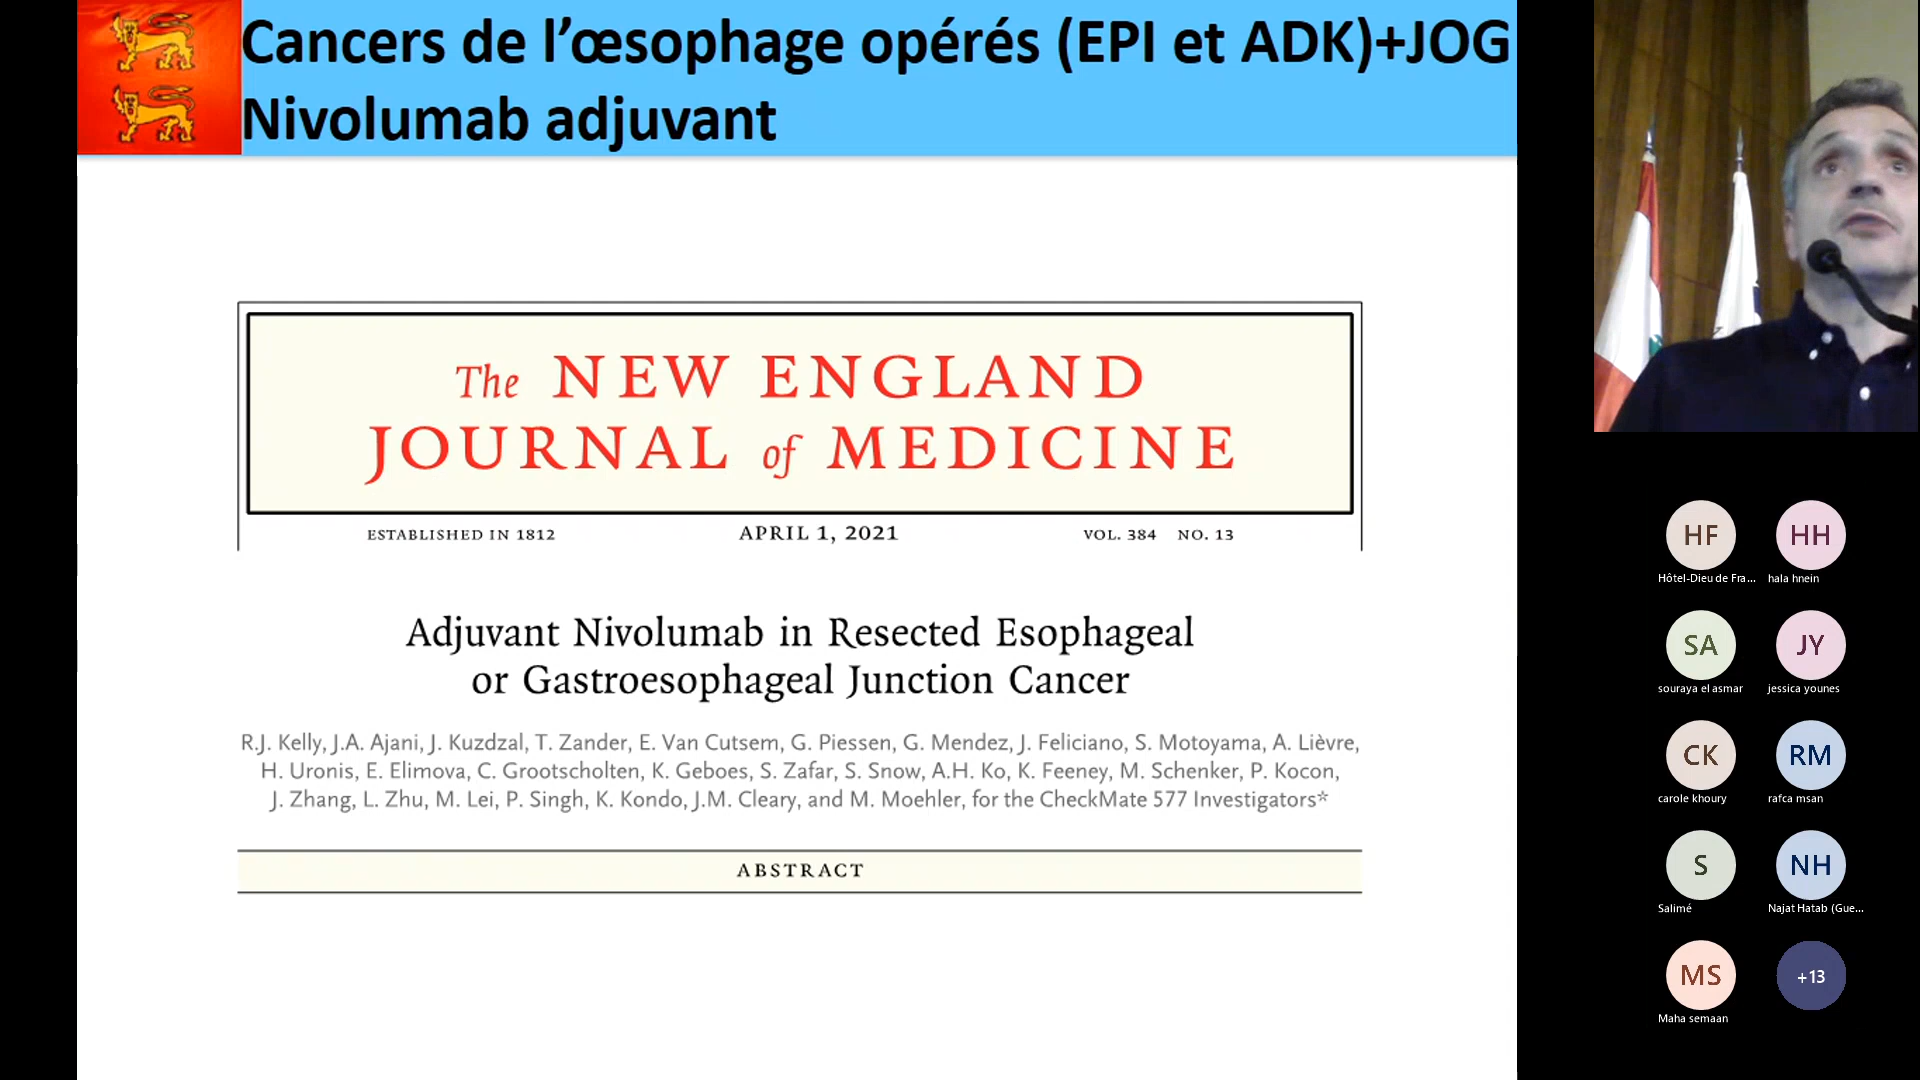 Cancers de l’œsophage opérés (EPI et ADK)+JOG
Nivolumab adjuvant
The NEW ENGLAND
JOURNAL of MEDICINE
ESTABLISHED IN 1812
APRIL 1, 2021
VOL. 384 NO. 13
Adjuvant Nivolumab in Resected Esophageal
or Gastroesophageal Junction Cancer
R.J. Kelly, J.A. Ajani, J. Kuzdzal, T. Zander, E. Van Cutsem, G. Piessen, G. Mendez, J. Feliciano, S. Motoyama, A. Lièvre,
H. Uronis, E. Elimova, C. Grootscholten, K. Geboes, S. Zafar, S. Snow, A.H. Ko, K. Feeney, M. Schenker, P. Kocon,
J. Zhang, L. Zhu, M. Lei, P. Singh, K. Kondo, J.M. Cleary, and M. Moehler, for the CheckMate 577 Investigators*
ABSTRACT
HF
HH
Hôtel-Dieu de Fra...
hala hnein
SA
JY
souraya el asmar
jessica younes
CK
RM
carole khoury
rafca msan
S
NH
Salimé
Najat Hatab (Gue...
MS
+13
Maha semaan